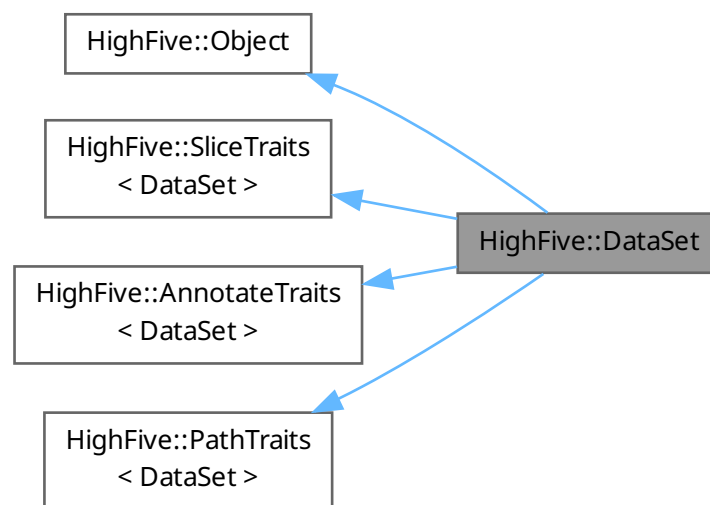 HighFive::Object
HighFive::SliceTraits
< DataSet >
HighFive::DataSet
HighFive::AnnotateTraits
< DataSet >
HighFive::PathTraits
< DataSet >